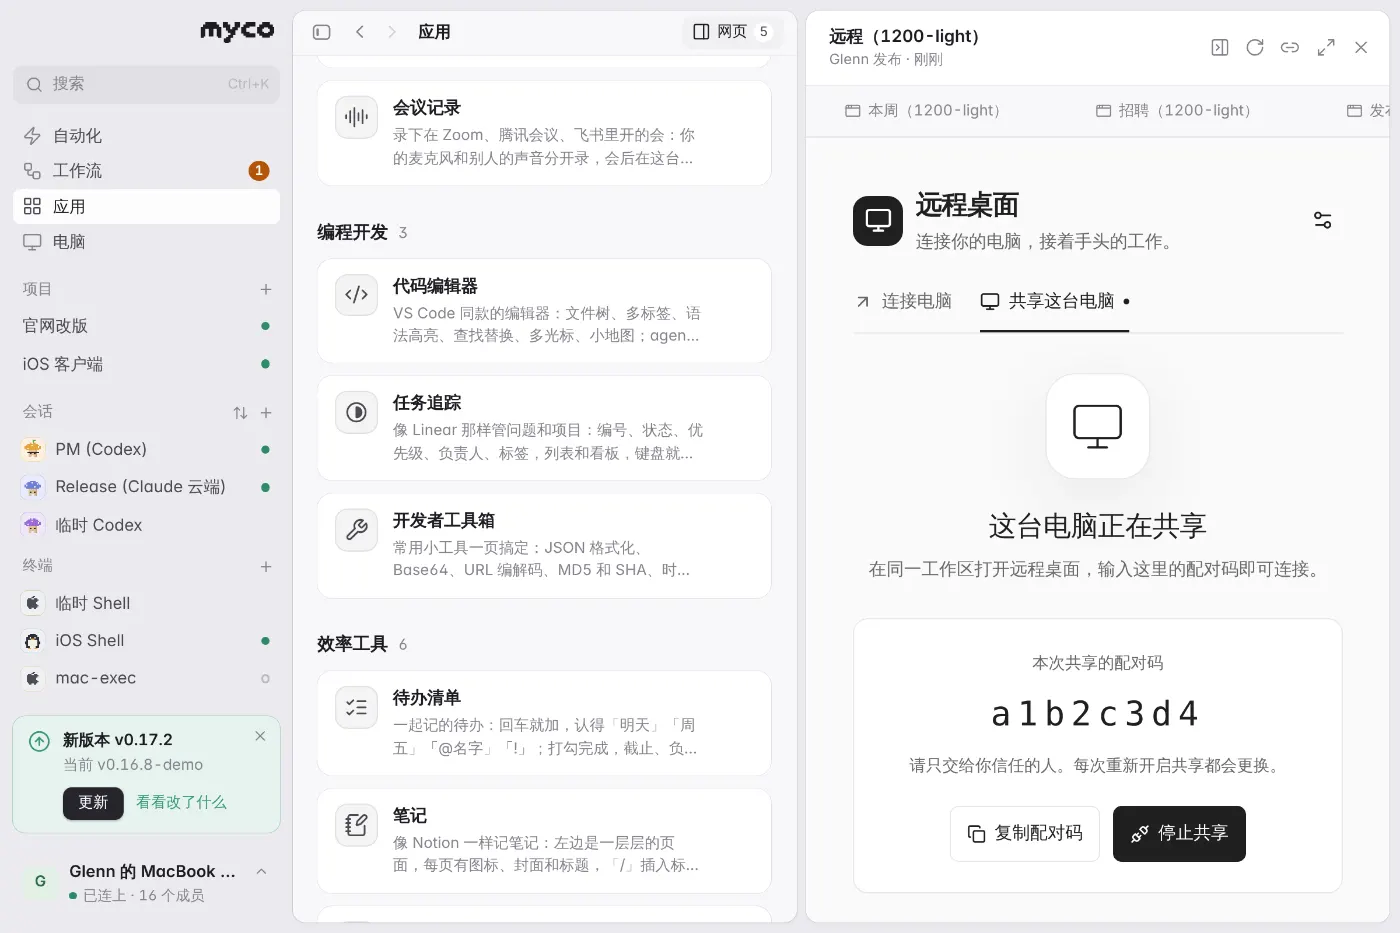 myco
搜索
Ctrl+K
自动化
工作流
1
应用
电脑
项目
官网改版
iOS 客户端
会话
PM (Codex)
Release (Claude 云端)
临时 Codex
终端
临时 Shell
iOS Shell
mac-exec
新版本 v0.17.2
当前 v0.16.8-demo
更新
看看改了什么
G
Glenn 的 MacBook ...
已连上 · 16 个成员
应用
网页
5
会议记录
录下在 Zoom、腾讯会议、飞书里开的会：你
的麦克风和别人的声音分开录，会后在这台...
编程开发 3
代码编辑器
VS Code 同款的编辑器：文件树、多标签、语
法高亮、查找替换、多光标、小地图；agen...
任务追踪
像 Linear 那样管问题和项目：编号、状态、优
先级、负责人、标签，列表和看板，键盘就...
开发者工具箱
常用小工具一页搞定：JSON 格式化、
Base64、URL 编解码、MD5 和 SHA、时...
效率工具 6
待办清单
一起记的待办：回车就加，认得「明天」「周
五」「@名字」「!」；打勾完成，截止、负...
笔记
像 Notion 一样记笔记：左边是一层层的页
面，每页有图标、封面和标题，「/」插入标...
远程（1200-light）
Glenn 发布 · 刚刚
本周（1200-light）
招聘（1200-light）
发布
远程桌面
连接你的电脑，接着手头的工作。
连接电脑
共享这台电脑
这台电脑正在共享
在同一工作区打开远程桌面，输入这里的配对码即可连接。
本次共享的配对码
a1b2c3d4
请只交给你信任的人。每次重新开启共享都会更换。
复制配对码
停止共享